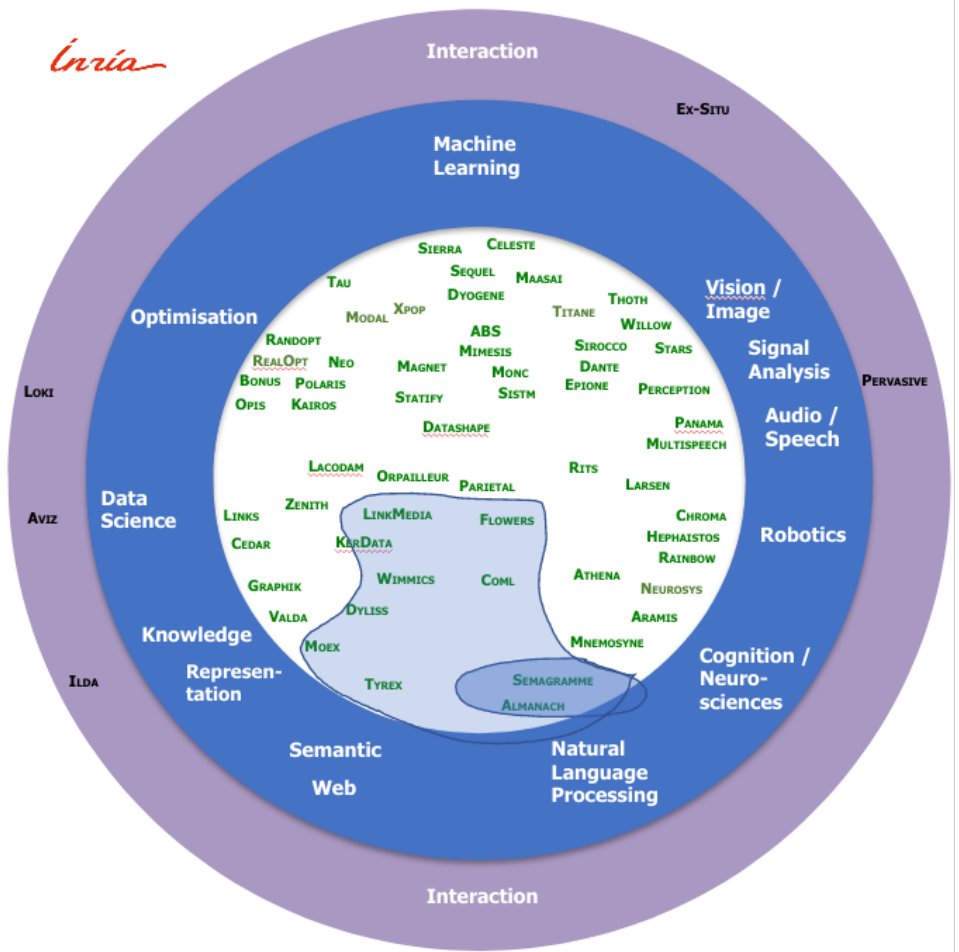 Inria
Interaction
EX-SITU
Machine
Learning
SIERRA
CELESTE
SEQUEL
MAASAI
TAU
DYOGENE
THOTH
Vision /
Image
MODAL
XPOP
TITANE
WILLOW
Optimisation
ABS
RANDOPT
MIMESIS
SIROCCO
STARS
Signal
Analysis
REALOPT
NEO
MAGNET
MONC
DANTE
BONUS
POLARIS
SISTM
EPIONE
PERCEPTION
PERVASIVE
LOKI
OPIS
KAIROS
STATIFY
DATASHAPE
PANAMA
MULTISPEECH
Audio /
Speech
LACODAM
ORPAILLEUR
PARIETAL
RITS
LARSEN
Data
Science
ZENITH
LINKS
LINKMEDIA
FLOWERS
CHROMA
AVIZ
CEDAR
KERDATA
HEPHAISTOS
RAINBOW
Robotics
GRAPHIK
WIMMICS
COML
ATHENA
NEUROSYS
VALDA
DYLISS
ARAMIS
Knowledge
MOEX
MNEMOSYNE
Represen-
tation
ILDA
TYREX
SEMAGRAMME
ALMANACH
Cognition /
Neuro-
sciences
Semantic
Web
Natural
Language
Processing
Interaction